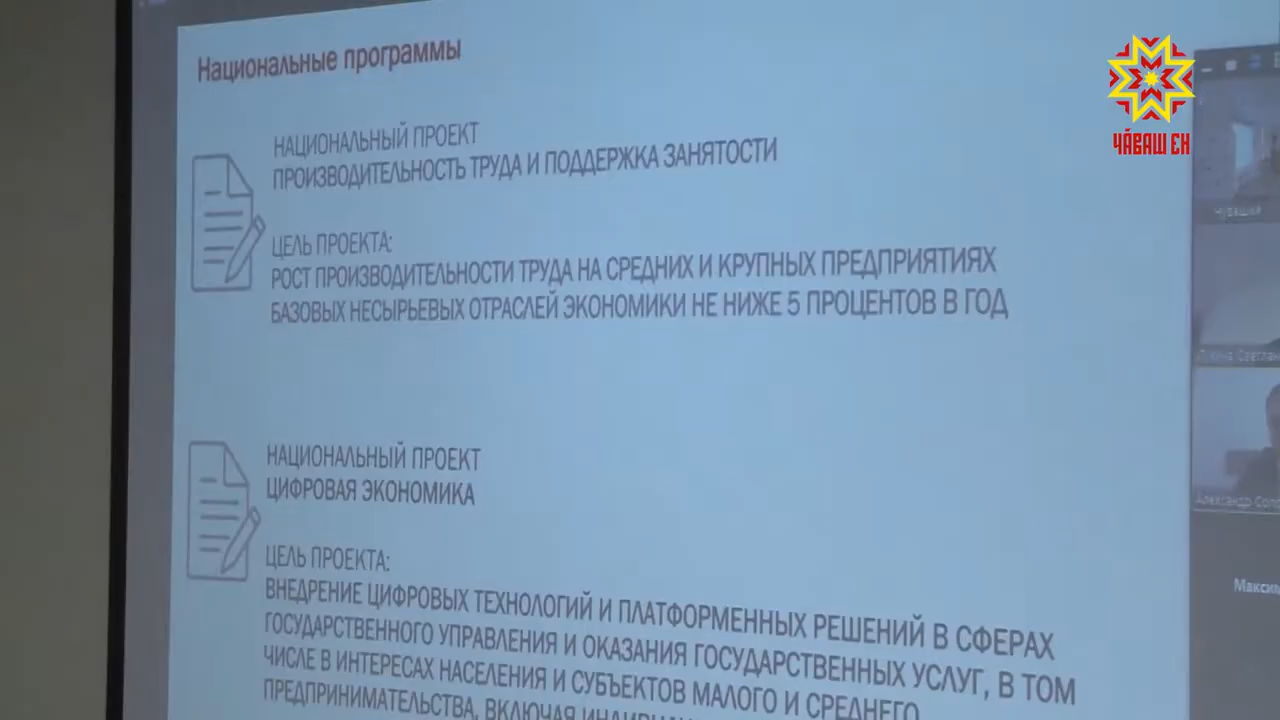 Национальные программы
НАЦИОНАЛЬНЫЙ ПРОЕКТ
ПРОИЗВОДИТЕЛЬНОСТЬ ТРУДА И ПОДДЕРЖКА ЗАНЯТОСТИ
ЦЕЛЬ ПРОЕКТА:
РОСТ ПРОИЗВОДИТЕЛЬНОСТИ ТРУДА НА СРЕДНИХ И КРУПНЫХ ПРЕДПРИЯТИЯХ
БАЗОВЫХ НЕСЫРЬЕВЫХ ОТРАСЛЕЙ ЭКОНОМИКИ НЕ НИЖЕ 5 ПРОЦЕНТОВ В ГОД
НАЦИОНАЛЬНЫЙ ПРОЕКТ
ЦИФРОВАЯ ЭКОНОМИКА
ЦЕЛЬ ПРОЕКТА:
ВНЕДРЕНИЕ ЦИФРОВЫХ ТЕХНОЛОГИЙ И ПЛАТФОРМЕННЫХ РЕШЕНИЙ В СФЕРАХ
ГОСУДАРСТВЕННОГО УПРАВЛЕНИЯ И ОКАЗАНИЯ ГОСУДАРСТВЕННЫХ УСЛУГ, В ТОМ
ЧИСЛЕ В ИНТЕРЕСАХ НАСЕЛЕНИЯ И СУБЪЕКТОВ МАЛОГО И СРЕДНЕГО
ПРЕДПРИНИМАТЕЛЬСТВА, ВКЛЮЧАЯ
ЧӐВАШ ЕН
Чувашия
Александр